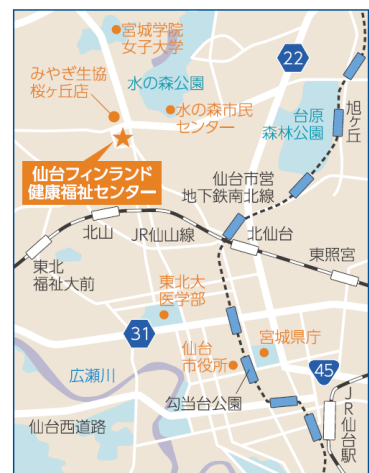 宮城学院
女子大学
22
みやぎ生協
桜ヶ丘店
水の森公園
水の森市民
センター
台原
森林公園
旭ヶ丘
仙台フィンランド
健康福祉センター
仙台市営
地下鉄南北線
北山
JR仙山線
北仙台
東照宮
東北
福祉大前
東北大
医学部
31
宮城県庁
仙台
市役所
45
広瀬川
勾当台公園
仙台西道路
JR仙台駅